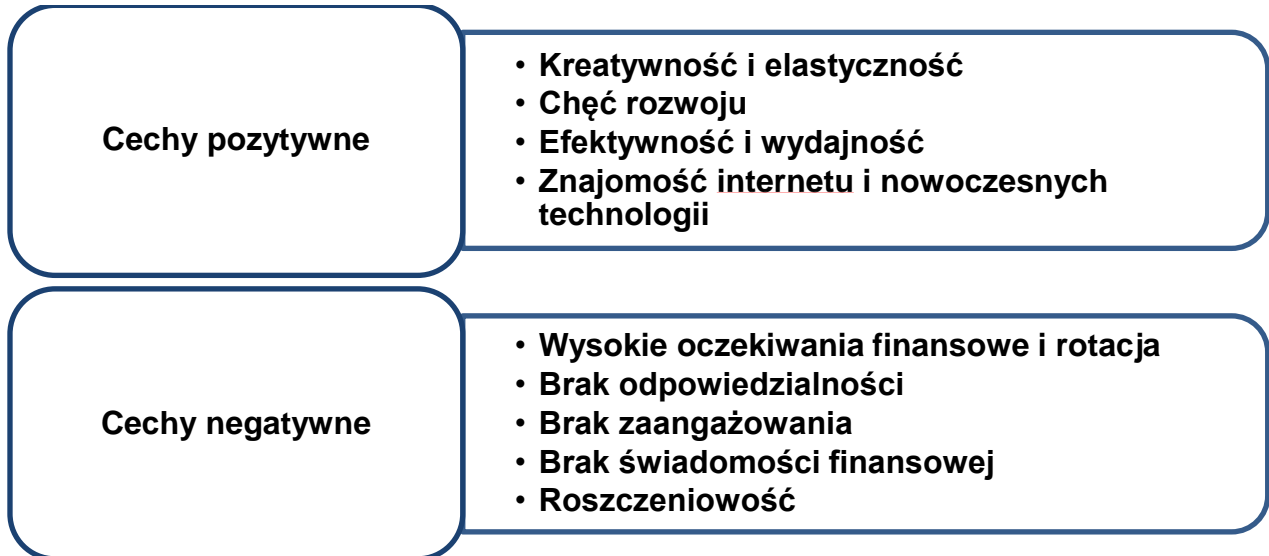 Cechy pozytywne
• Kreatywność i elastyczność
• Chęć rozwoju
• Efektywność i wydajność
• Znajomość internetu i nowoczesnych
technologii
Cechy negatywne
• Wysokie oczekiwania finansowe i rotacja
• Brak odpowiedzialności
• Brak zaangażowania
• Brak świadomości finansowej
• Roszczeniowość